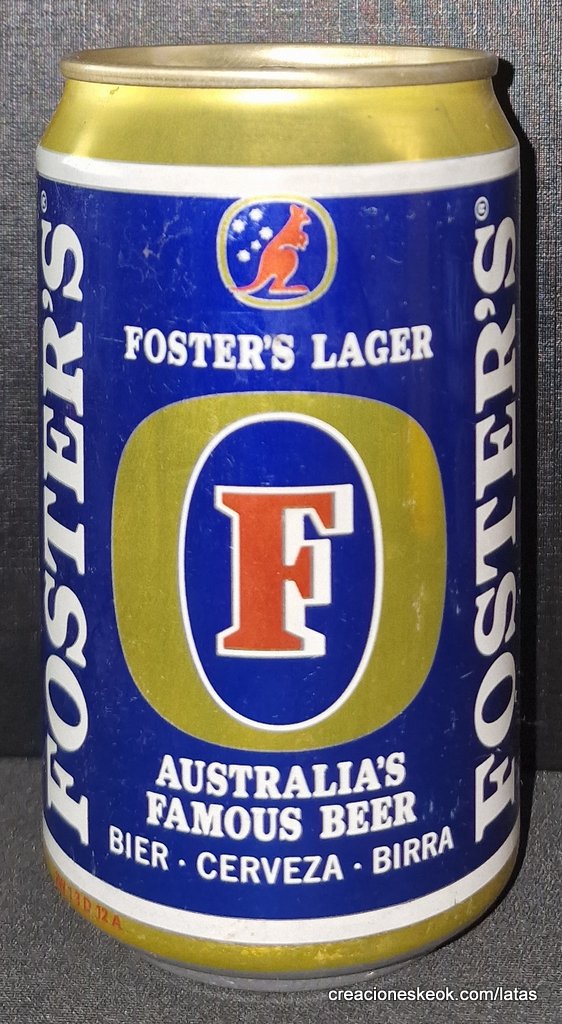 FOSTER'S®
FOSTER'S LAGER
F
AUSTRALIA'S
FAMOUS BEER
BIER · CERVEZA · BIRRA
FOSTER'S®
creacioneskeok.com/latas